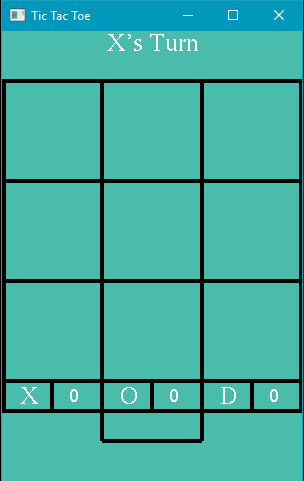 Tic Tac Toe
X’s Turn
X 0 O 0 D 0